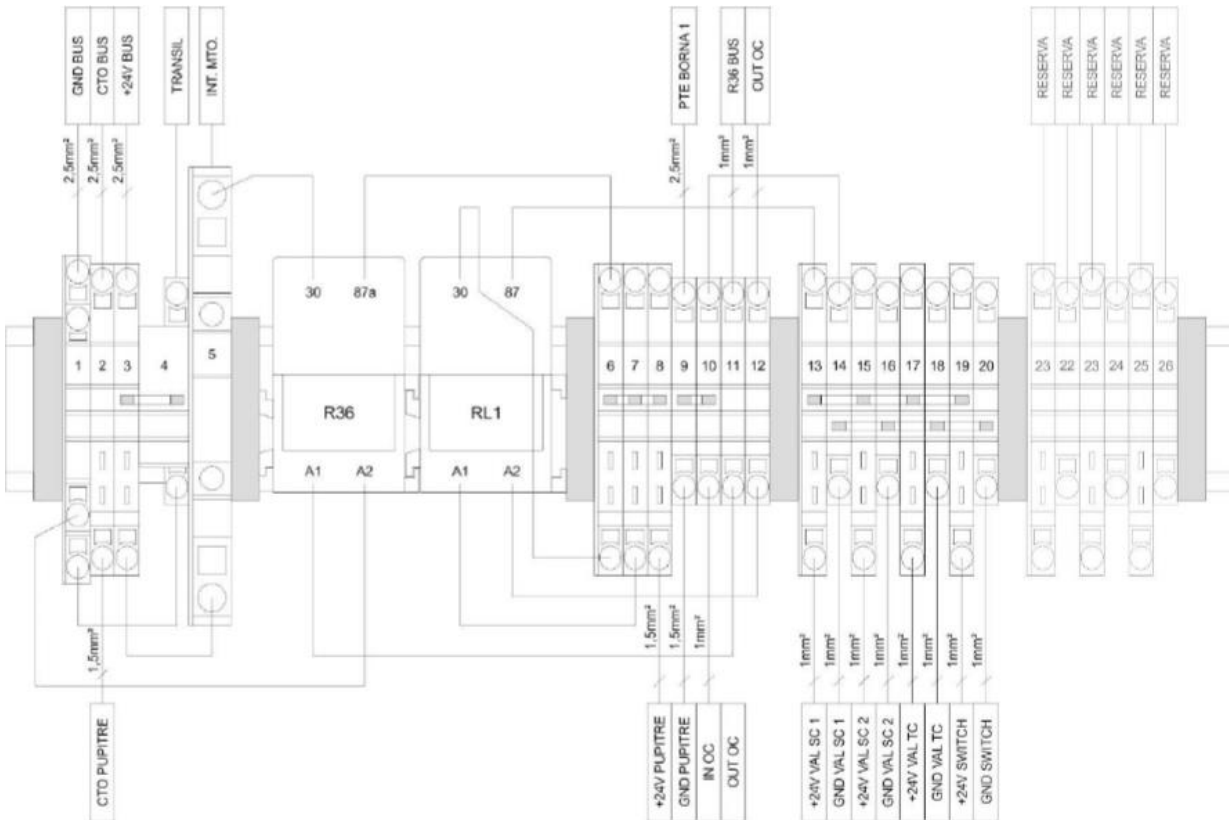 GND BUS
CTO BUS
+24V BUS
TRANSIL
INT. MTO.
PTE BORNA 1
R36 BUS
OUT OC
RESERVA
RESERVA
RESERVA
RESERVA
RESERVA
RESERVA
2,5mm²
2,5mm²
2,5mm²
2,5mm²
1mm²
1mm²
30
87a
30
87
1
2
3
4
5
6
7
8
9
10
11
12
13
14
15
16
17
18
19
20
23
22
23
24
25
26
R36
RL1
A1
A2
A1
A2
1,5mm²
1,5mm²
1,5mm²
1mm²
1mm²
1mm²
1mm²
1mm²
1mm²
1mm²
1mm²
1mm²
CTO PUPITRE
+24V PUPITRE
GND PUPITRE
IN OC
OUT OC
+24V VAL SC 1
GND VAL SC 1
+24V VAL SC 2
GND VAL SC 2
+24V VAL TC
GND VAL TC
+24V SWITCH
GND SWITCH